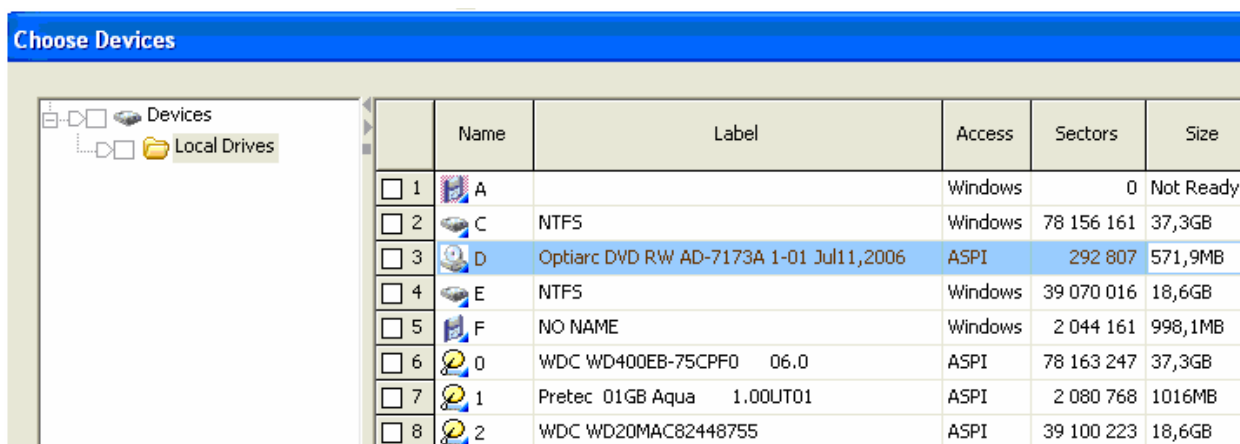 Choose Devices
Devices
Local Drives
Name Label Access Sectors Size
1 A Windows 0 Not Ready
2 C NTFS Windows 78 156 161 37,3GB
3 D Optiarc DVD RW AD-7173A 1-01 Jul11,2006 ASPI 292 807 571,9MB
4 E NTFS Windows 39 070 016 18,6GB
5 F NO NAME Windows 2 044 161 998,1MB
6 0 WDC WD400EB-75CPF0 06.0 ASPI 78 163 247 37,3GB
7 1 Pretec 01GB Aqua 1.00UT01 ASPI 2 080 768 1016MB
8 2 WDC WD20MAC82448755 ASPI 39 100 223 18,6GB